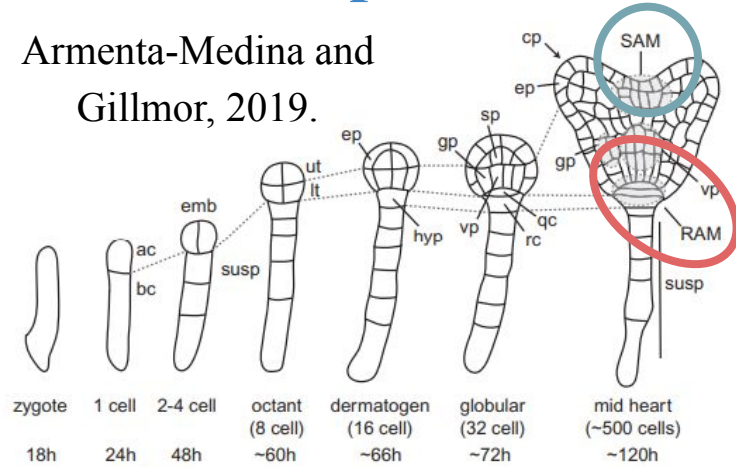 Armenta-Medina and
Gillmor, 2019.
cp
SAM
ep
sp
gp
ep
ut
lt
gp
vp
emb
ac
hyp
vp
qc
rc
RAM
bc
susp
susp
zygote
1 cell
2-4 cell
octant
(8 cell)
dermatogen
(16 cell)
globular
(32 cell)
mid heart
(~500 cells)
18h
24h
48h
~60h
~66h
~72h
~120h